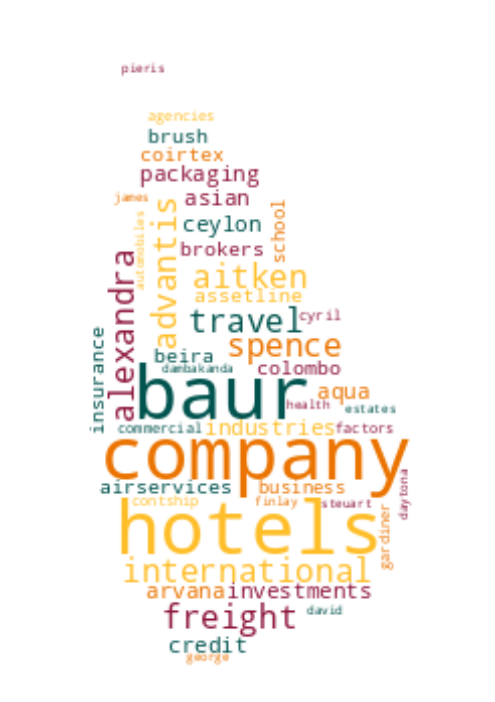 pieris
agencies
brush
coirtex
packaging
james
asian
school
automobiles
advantis
ceylon
brokers
alexandra
aitken
assetline
travel
cyril
insurance
beira
spence
dambakanda
colombo
baur
aqua
health
estates
commercial
industries
factors
company
airservices
business
daytona
contship
finlay
steuart
hotels
gardiner
international
arvana
investments
freight
david
credit
george